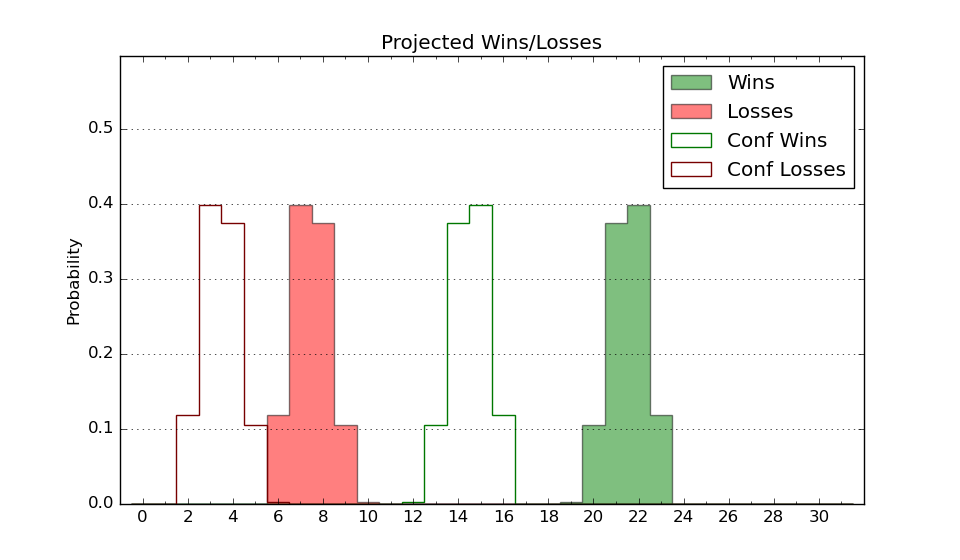 Projected Wins/Losses
Wins
Losses
Conf Wins
Conf Losses
Probability
0.5
0.4
0.3
0.2
0.1
0.0
0 2 4 6 8 10 12 14 16 18 20 22 24 26 28 30